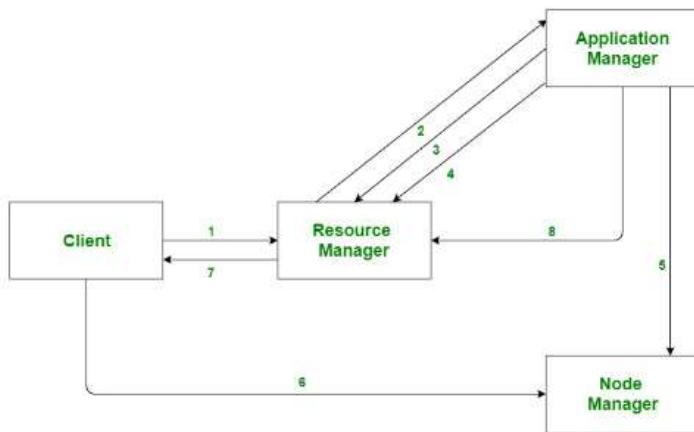 Application
Manager
2
3
4
Client
1
Resource
Manager
8
7
5
6
Node
Manager